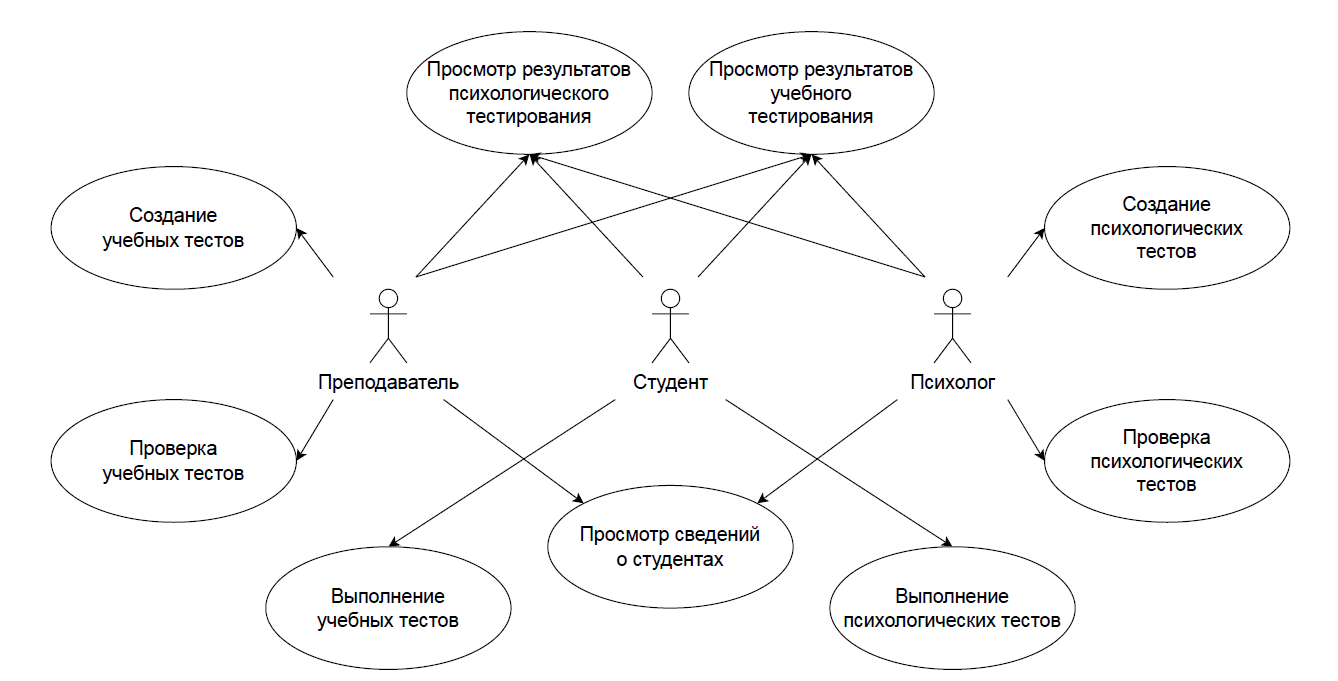 Просмотр результатов
психологического
тестирования
Просмотр результатов
учебного
тестирования
Создание
учебных тестов
Создание
психологических
тестов
Преподаватель
Студент
Психолог
Проверка
учебных тестов
Проверка
психологических
тестов
Просмотр сведений
о студентах
Выполнение
учебных тестов
Выполнение
психологических тестов